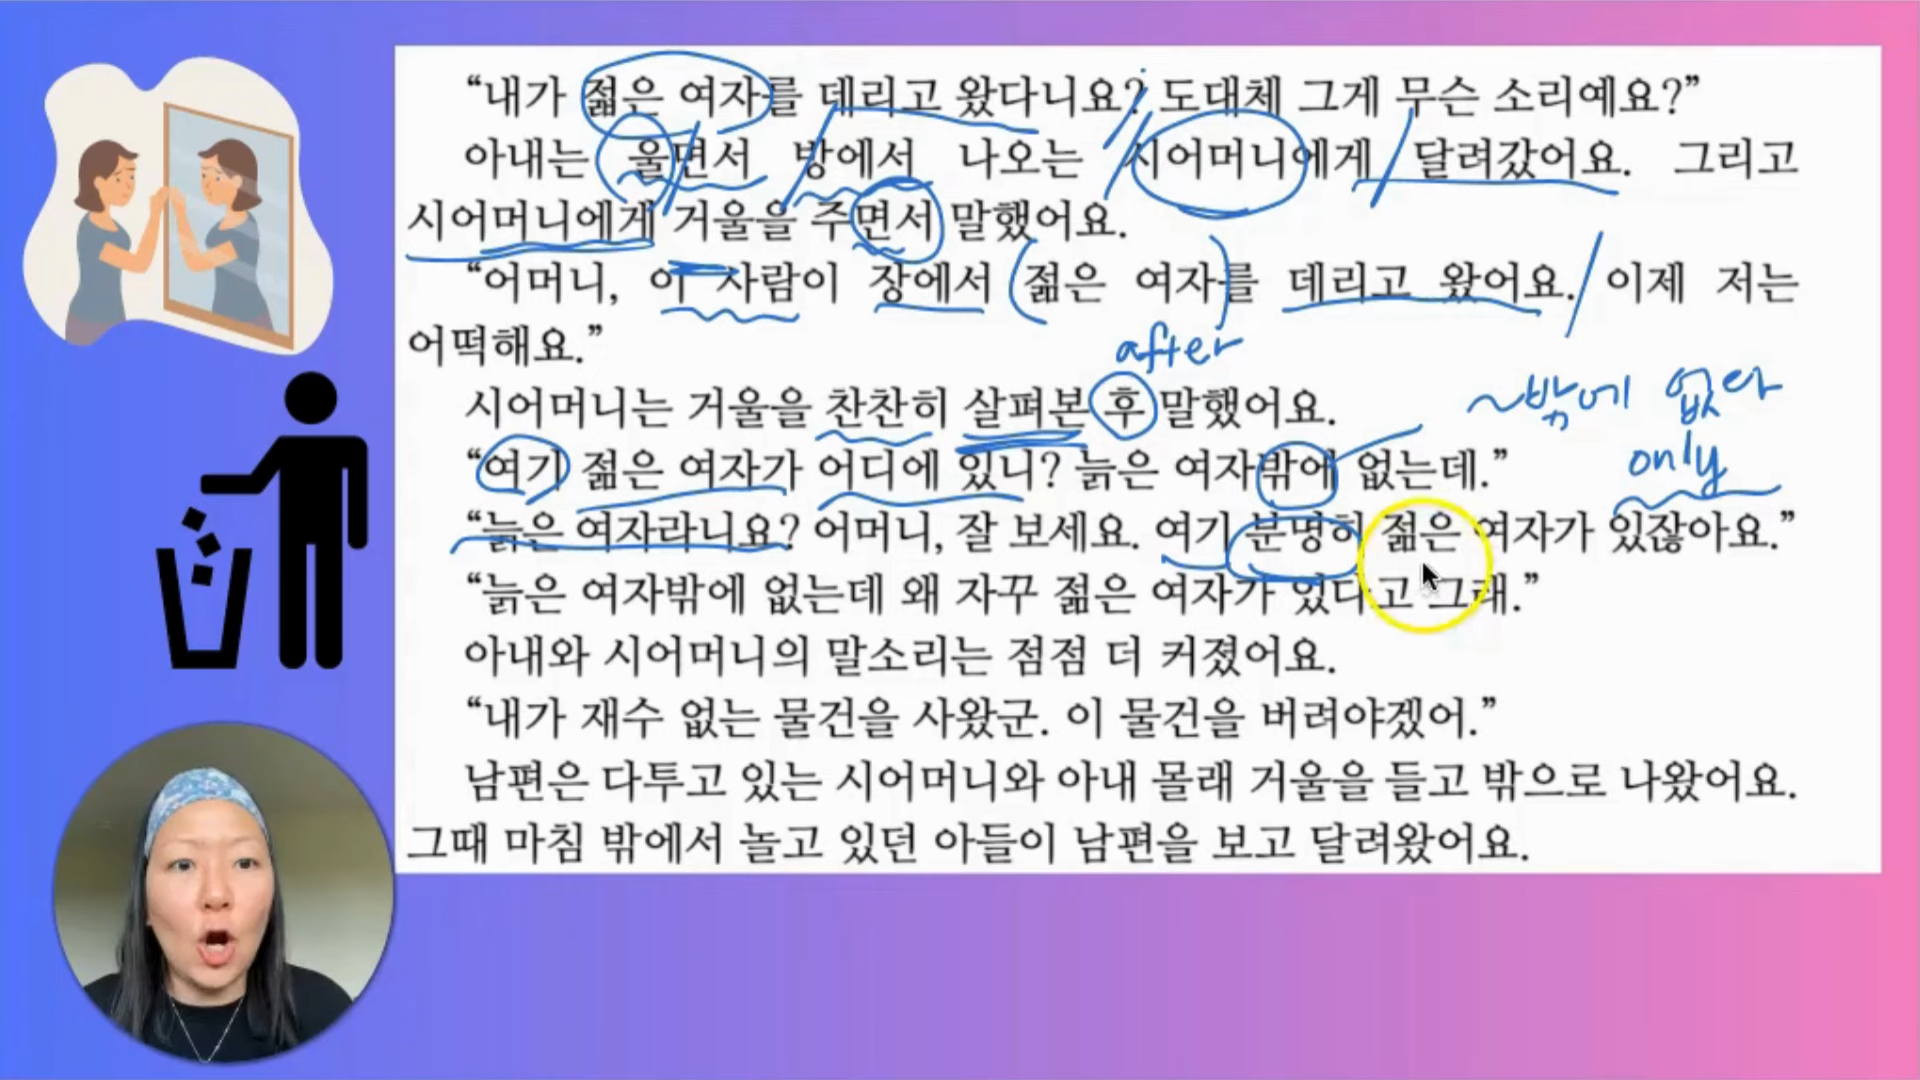 “내가 젊은 여자를 데리고 왔다니요? 도대체 그게 무슨 소리예요?”
아내는 울면서 방에서 나오는 시어머니에게 달려갔어요. 그리고
시어머니에게 거울을 주면서 말했어요.
“어머니, 이 사람이 장에서 젊은 여자를 데리고 왔어요. 이제 저는
어떡해요.”
after
시어머니는 거울을 찬찬히 살펴본 후 말했어요.
~밖에 없다
“여기 젊은 여자가 어디에 있니? 늙은 여자밖에 없는데.”
only
“늙은 여자라니요? 어머니, 잘 보세요. 여기 분명히 젊은 여자가 있잖아요.”
“늙은 여자밖에 없는데 왜 자꾸 젊은 여자가 있다고 그래.”
아내와 시어머니의 말소리는 점점 더 커졌어요.
“내가 재수 없는 물건을 사왔군. 이 물건을 버려야겠어.”
남편은 다투고 있는 시어머니와 아내 몰래 거울을 들고 밖으로 나왔어요.
그때 마침 밖에서 놀고 있던 아들이 남편을 보고 달려왔어요.